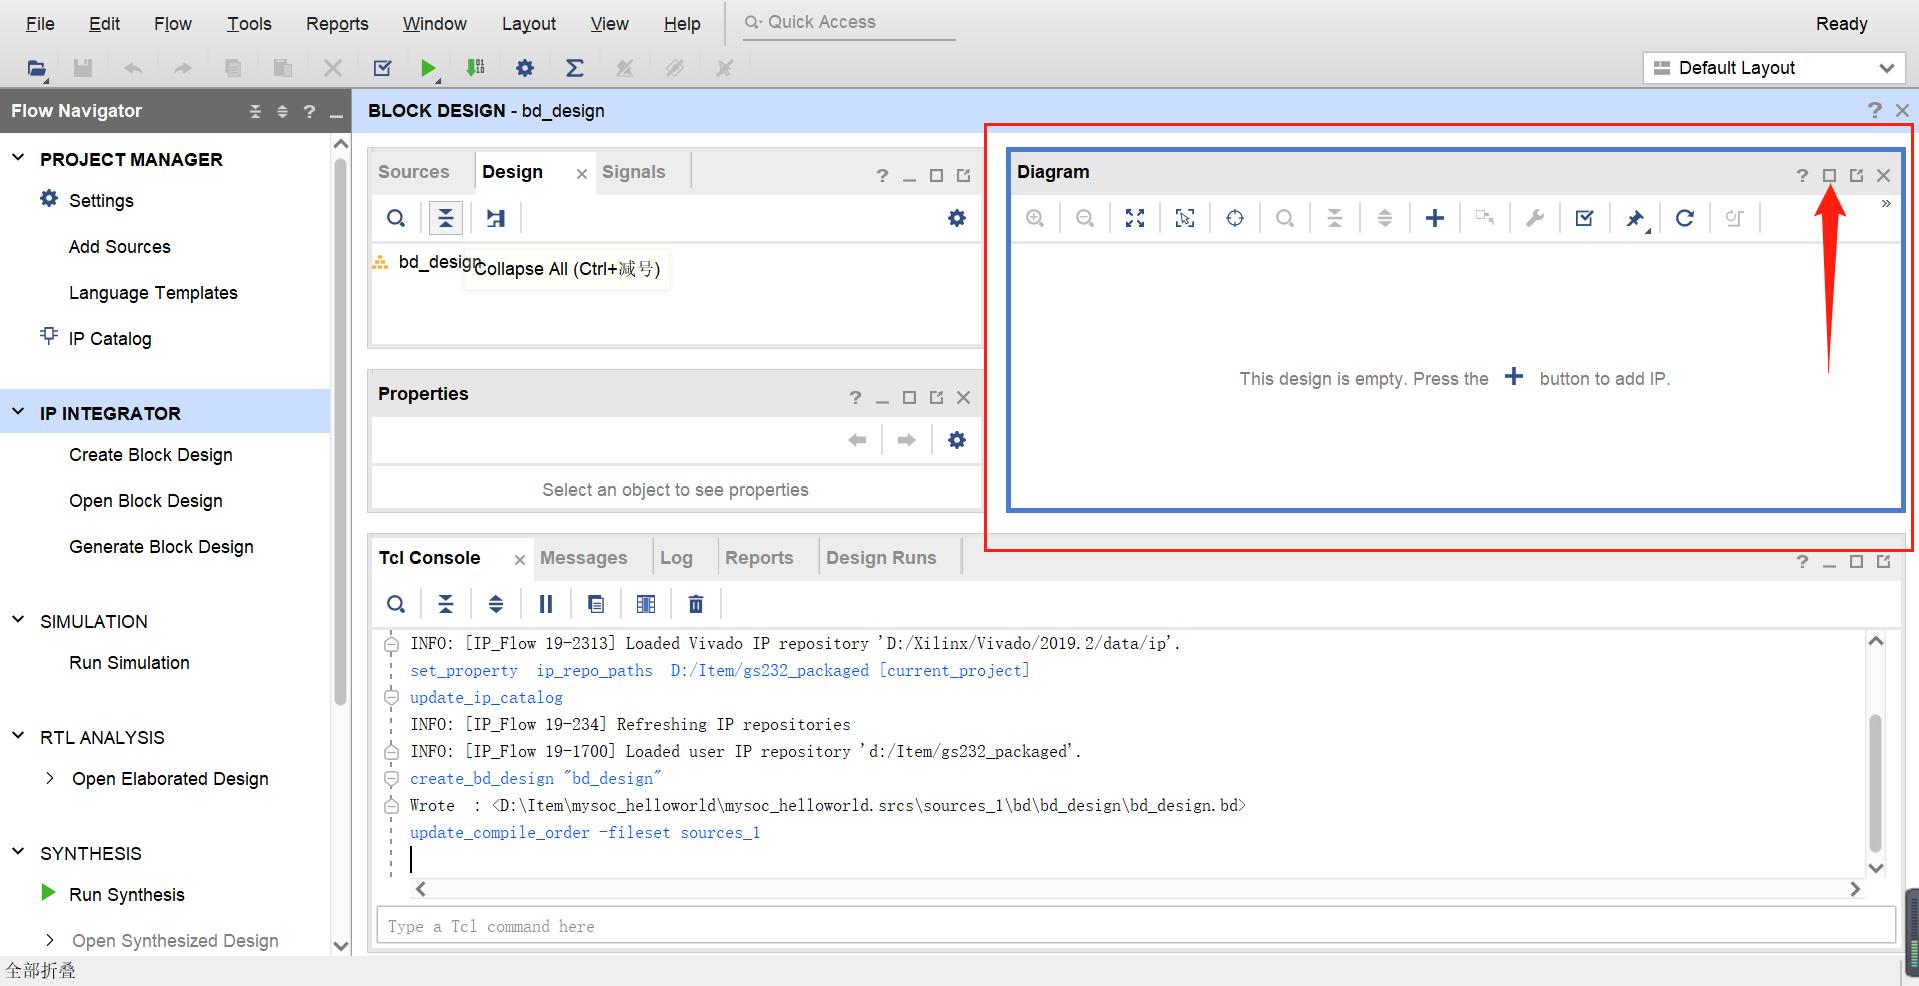 File Edit Flow Tools Reports Window Layout View Help Quick Access Ready
Default Layout
Flow Navigator
PROJECT MANAGER
Settings
Add Sources
Language Templates
IP Catalog
IP INTEGRATOR
Create Block Design
Open Block Design
Generate Block Design
SIMULATION
Run Simulation
RTL ANALYSIS
Open Elaborated Design
SYNTHESIS
Run Synthesis
Open Synthesized Design
BLOCK DESIGN - bd_design
Sources Design Signals
bd_design
Collapse All (Ctrl+减号)
Properties
Select an object to see properties
Diagram
This design is empty. Press the + button to add IP.
Tcl Console Messages Log Reports Design Runs
INFO: [IP_Flow 19-2313] Loaded Vivado IP repository 'D:/Xilinx/Vivado/2019.2/data/ip'.
set_property ip_repo_paths D:/Item/gs232_packaged [current_project]
update_ip_catalog
INFO: [IP_Flow 19-234] Refreshing IP repositories
INFO: [IP_Flow 19-1700] Loaded user IP repository 'd:/Item/gs232_packaged'.
create_bd_design "bd_design"
Wrote : <D:\Item\mysoc_helloworld\mysoc_helloworld.srcs\sources_1\bd\bd_design\bd_design.bd>
update_compile_order -fileset sources_1
Type a Tcl command here
全部折叠